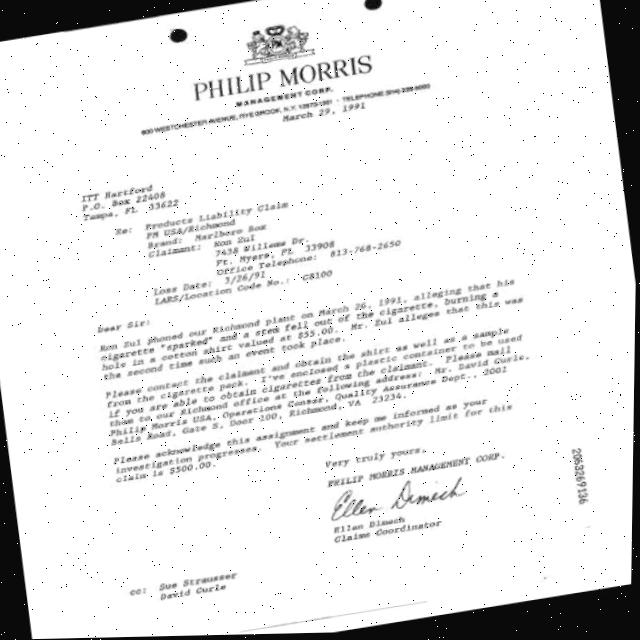 PHILIP MORRIS
MANAGEMENT CORP.
800 WESTCHESTER AVENUE, RYE BROOK, N.Y. 10573-1301 · TELEPHONE
March 29, 1991
ITT Hartford
P.O. Box 22408
Tampa, FL 33622
Re: Products Liability Claim
PM USA/Richmond
Brand: Marlboro Box
Claimant: Ron Zul
7438 Willems Dr.
Ft. Myers, FL 33908
Office Telephone: 813-768-2650
Loss Date: 3/26/91
LARS/Location Code No.: C8100
Dear Sir:
Ron Zul phoned our Richmond plant on March 26, 1991, alleging that his
cigarette "sparked" and a stem fell out of the cigarette, burning a
hole in a cotton shirt valued at $55.00. Mr. Zul alleges that this was
the second time such an event took place.
Please contact the claimant and obtain the shirt as well as a sample
from the cigarette pack. I've enclosed a plastic container to be used
if you are able to obtain cigarettes from the claimant. Please mail
them to our Richmond office at the following address: Mr. David Gurle,
Philip Morris USA, Operations Center, Quality Assurance Dept., 2001
Bells Road, Gate S, Door 100, Richmond, VA 23234.
Please acknowledge this assignment and keep me informed as your
investigation progresses. Your settlement authority limit for this
claim is $500.00.
Very truly yours,
PHILIP MORRIS MANAGEMENT CORP.
Ellen Dimech
Ellen Dimech
Claims Coordinator
cc: Sue Strausser
David Gurle
2063269136